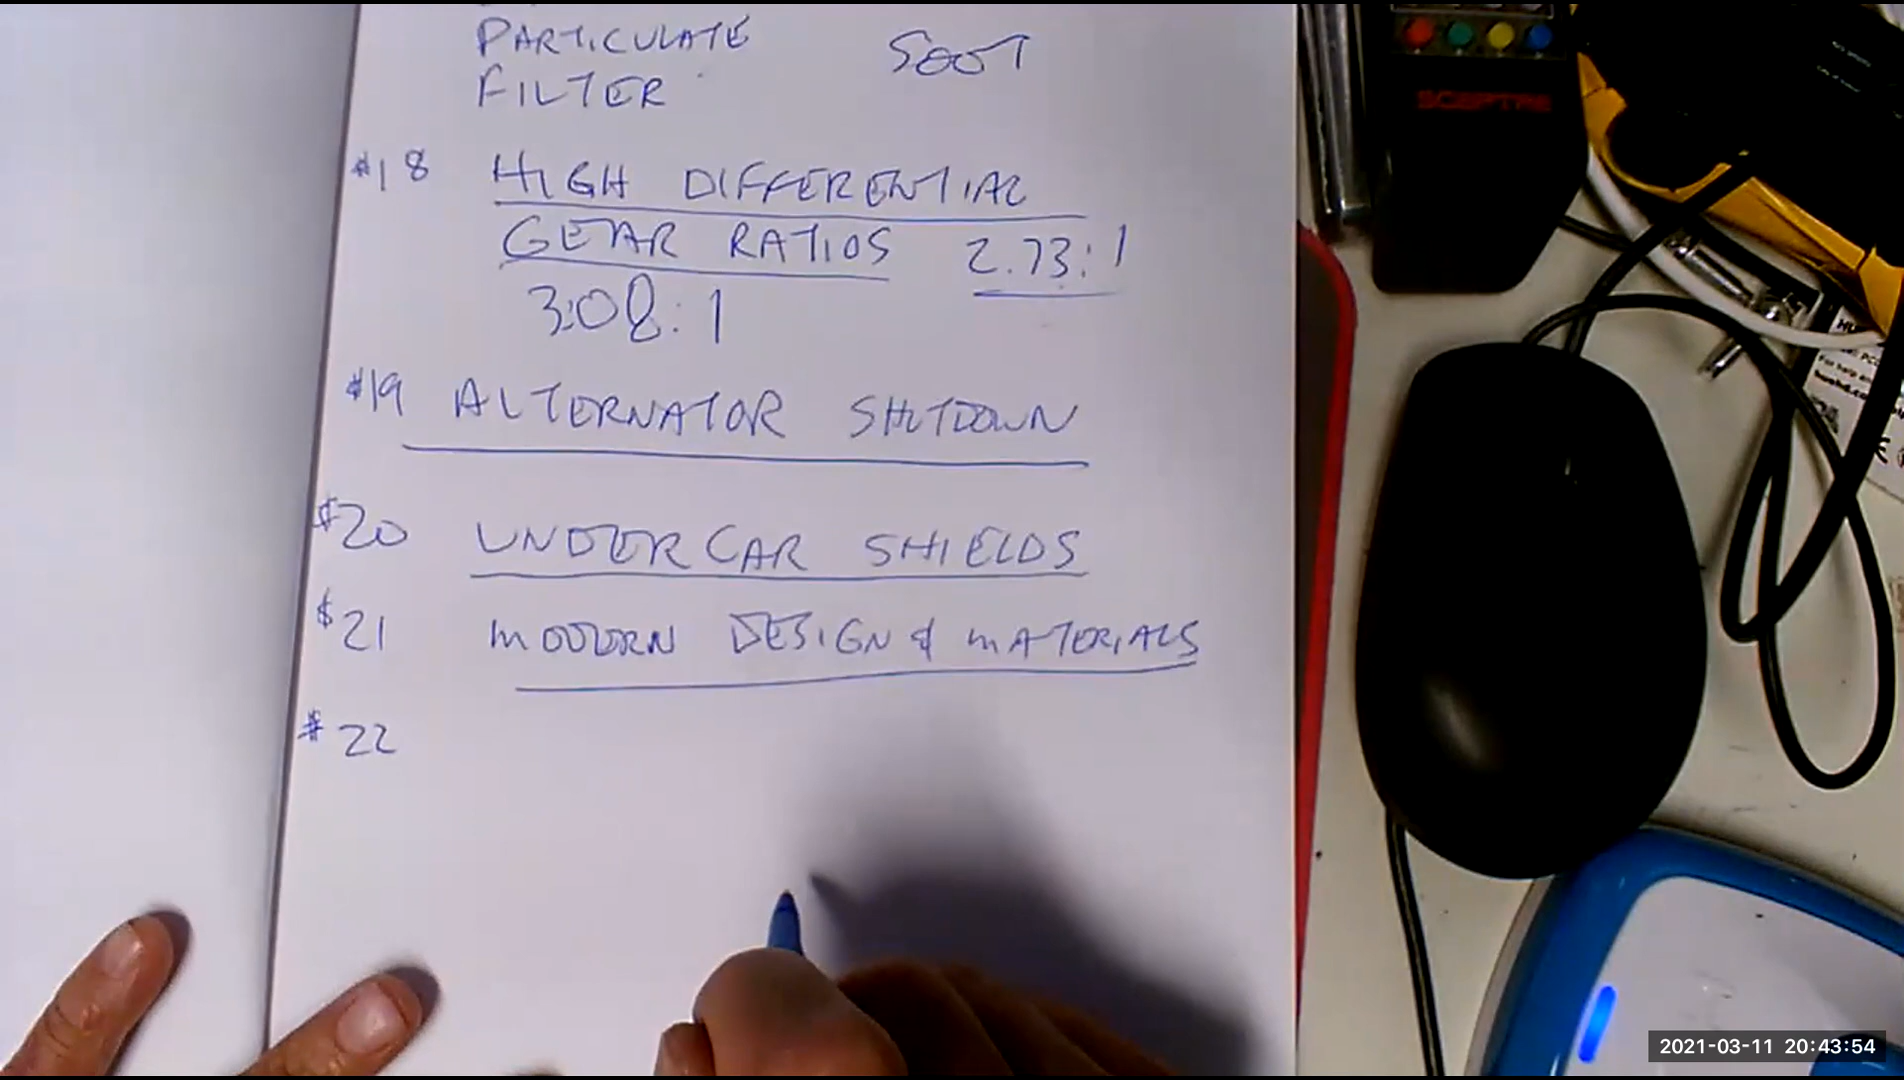 PARTICULATE SOOT
FILTER
#18 HIGH DIFFERENTIAL
GEAR RATIOS 2.73:1
3:08:1
#19 ALTERNATOR SHUTDOWN
$20 UNDERCAR SHIELDS
$21 MODERN DESIGN & MATERIALS
#22
SCEPTRE
2021-03-11 20:43:54